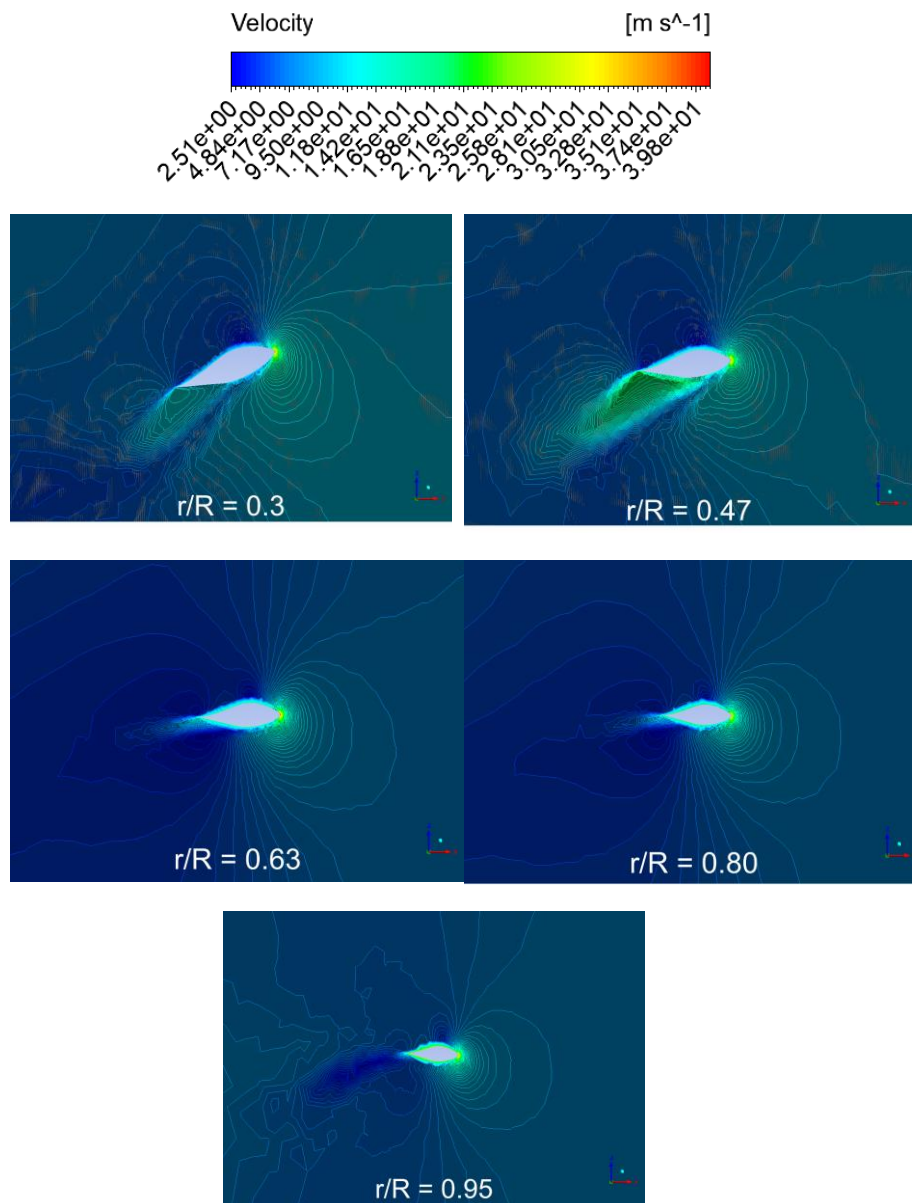 Velocity [m s^-1]
2.51e+00 4.84e+00 7.17e+00 9.50e+00 1.18e+01 1.42e+01 1.65e+01 1.88e+01 2.11e+01 2.35e+01 2.58e+01 2.81e+01 3.05e+01 3.28e+01 3.51e+01 3.74e+01 3.98e+01
r/R = 0.3
r/R = 0.47
r/R = 0.63
r/R = 0.80
r/R = 0.95